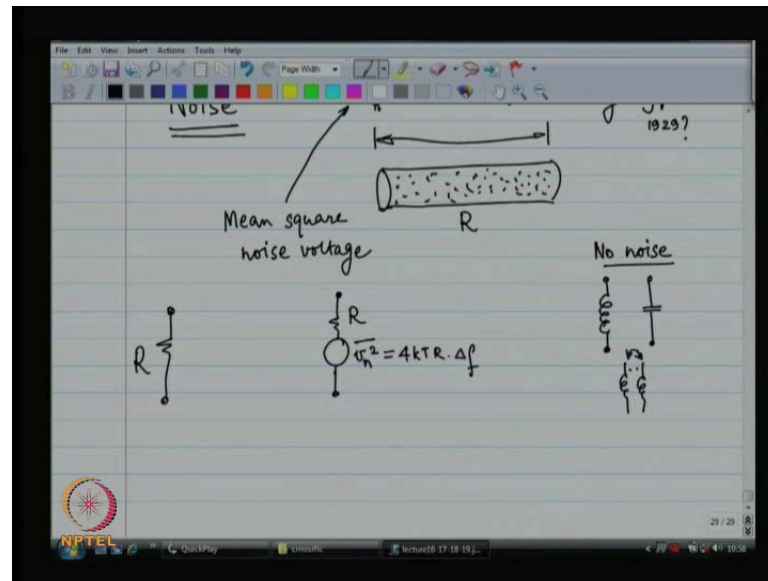 File Edit View Insert Actions Tools Help
Page Width
Noise
1929?
Mean square
noise voltage
R
No noise
R
R
v̄n² = 4kTR. Δf
29 / 29
NPTEL
QuickPlay
cmosrfic
lecture16-17-18-19.j...
10:58